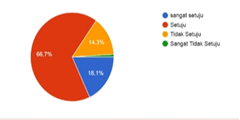 sangat setuju
Setuju
Tidak Setuju
Sangat Tidak Setuju
66,7%
14,3%
18,1%